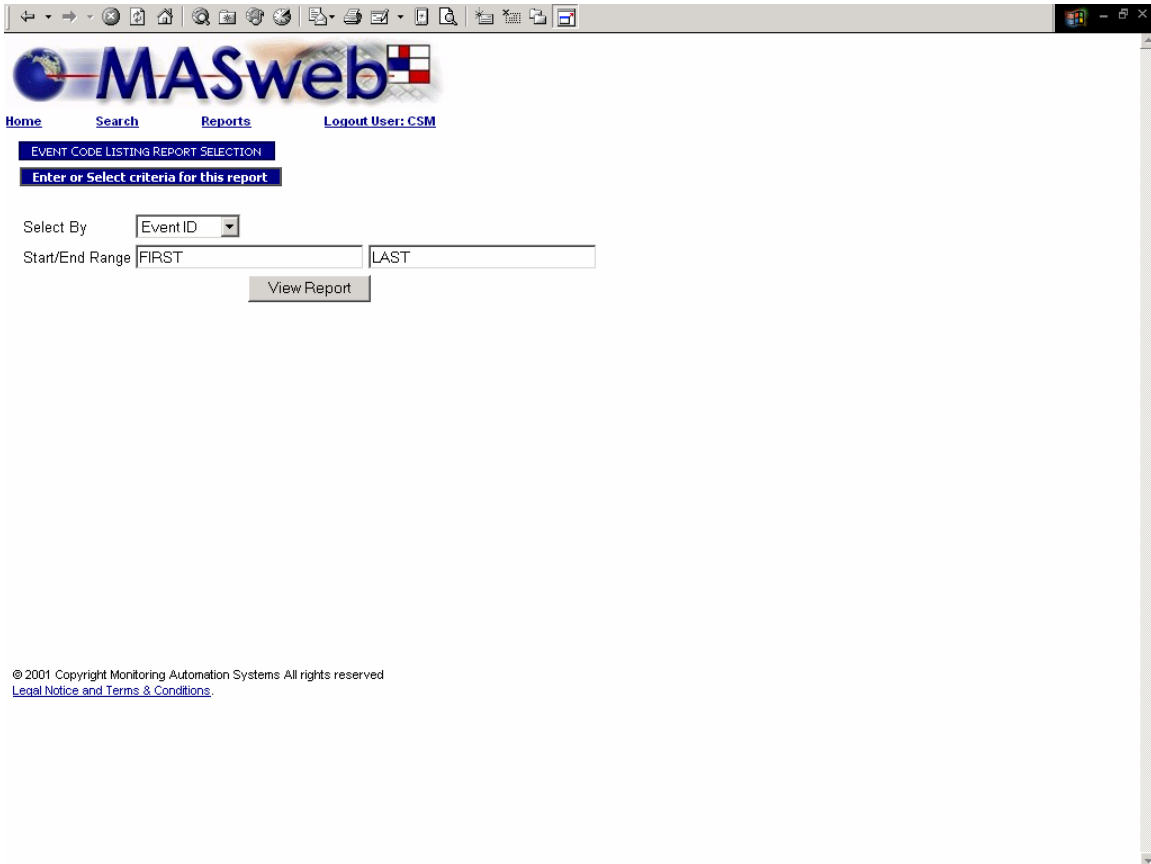 MASweb
Home Search Reports Logout User: CSM
EVENT CODE LISTING REPORT SELECTION
Enter or Select criteria for this report
Select By Event ID
Start/End Range FIRST LAST
View Report
© 2001 Copyright Monitoring Automation Systems All rights reserved
Legal Notice and Terms & Conditions.